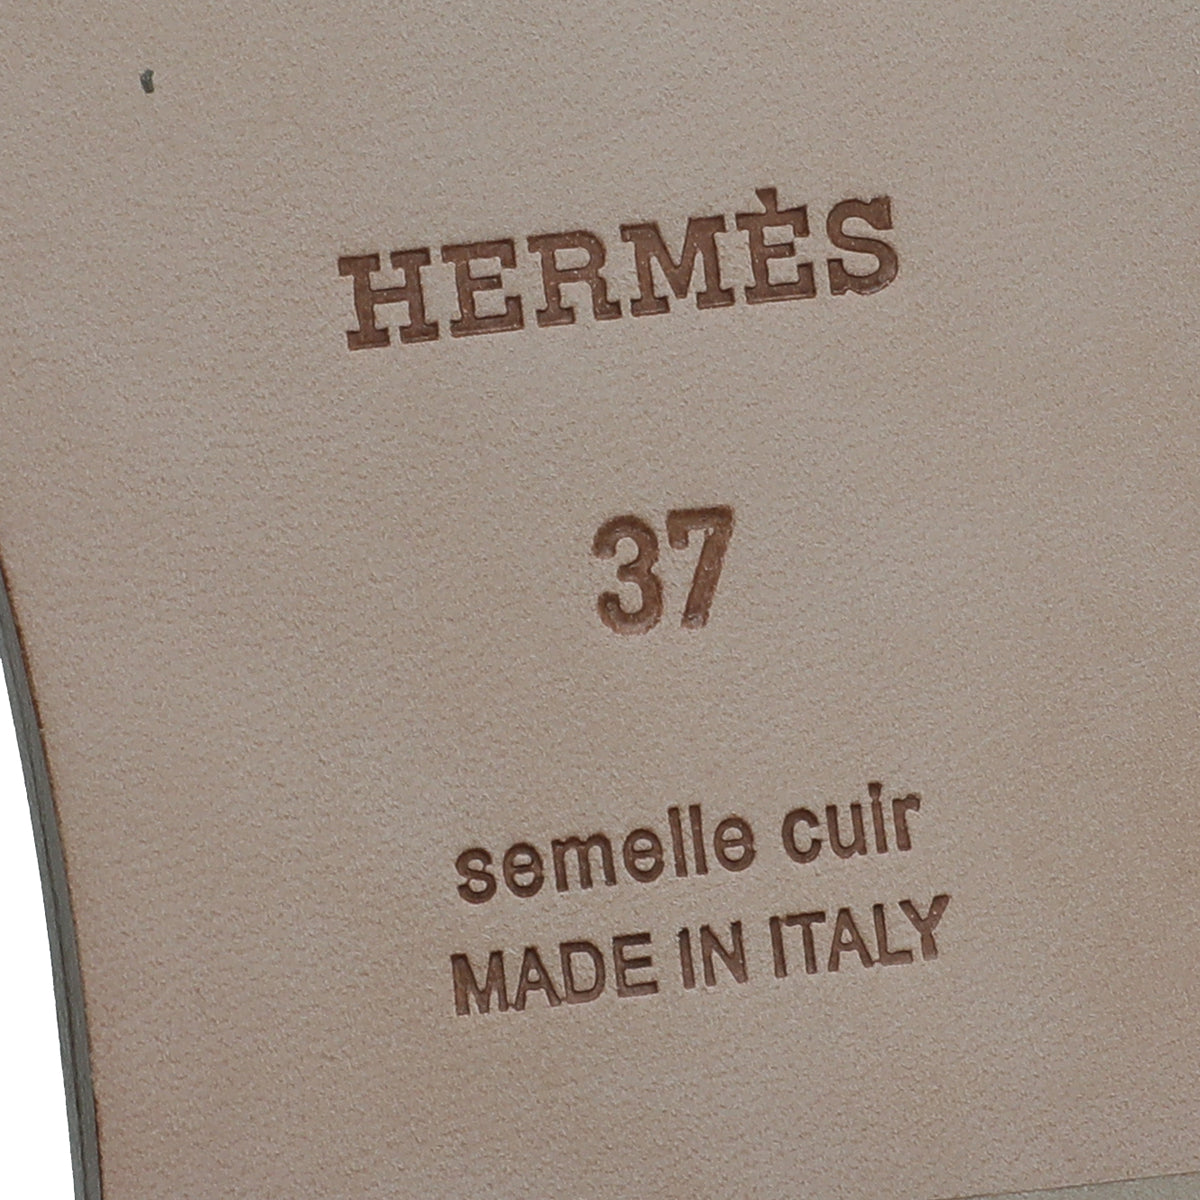 HERMÈS
37
semelle cuir
MADE IN ITALY